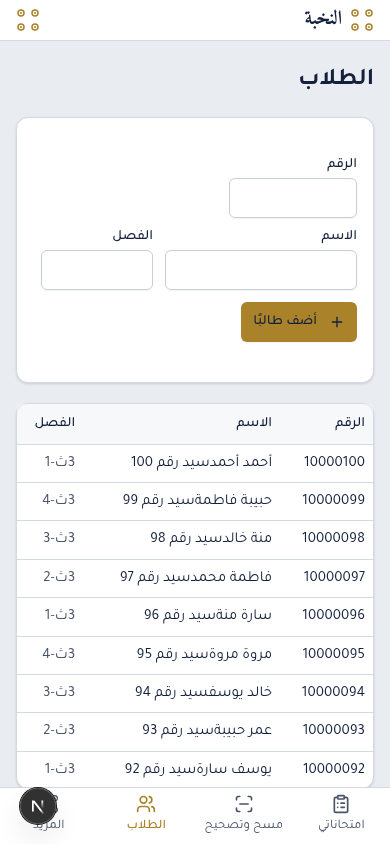 النخبة
الطلاب
الرقم
الاسم الفصل
+ أضف طالبًا
الرقم الاسم الفصل
10000100 أحمد أحمدسيد رقم 100 3ث-1
10000099 حبيبة فاطمةسيد رقم 99 3ث-4
10000098 منة خالدسيد رقم 98 3ث-3
10000097 فاطمة محمدسيد رقم 97 3ث-2
10000096 سارة منةسيد رقم 96 3ث-1
10000095 مروة مروةسيد رقم 95 3ث-4
10000094 خالد يوسفسيد رقم 94 3ث-3
10000093 عمر حبيبةسيد رقم 93 3ث-2
10000092 يوسف سارةسيد رقم 92 3ث-1
امتحاناتي مسح وتصحيح الطلاب المزيد
N